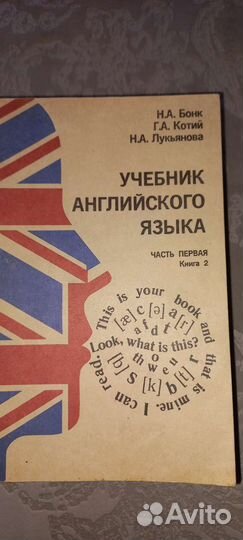 Н.А. Бонк
Г.А. Котий
Н.А. Лукьянова
УЧЕБНИК
АНГЛИЙСКОГО
ЯЗЫКА
ЧАСТЬ ПЕРВАЯ
Книга 2
This is your book and that is mine. I can read.
[æ] c [ə] a [r]
a f d t
Look, what is this?
t h w e u r
[b] S [k] b [t]
Avito